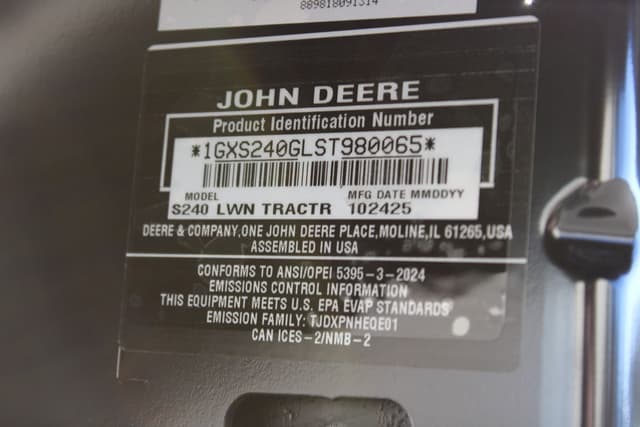 889818091314
JOHN DEERE
Product Identification Number
*1GXS240GLST980065*
MODEL MFG DATE MMDDYY
S240 LWN TRACTR 102425
DEERE & COMPANY,ONE JOHN DEERE PLACE,MOLINE,IL 61265,USA
ASSEMBLED IN USA
CONFORMS TO ANSI/OPEI 5395-3-2024
EMISSIONS CONTROL INFORMATION
THIS EQUIPMENT MEETS U.S. EPA EVAP STANDARDS
EMISSION FAMILY: TJDXPNHEQE01
CAN ICES-2/NMB-2